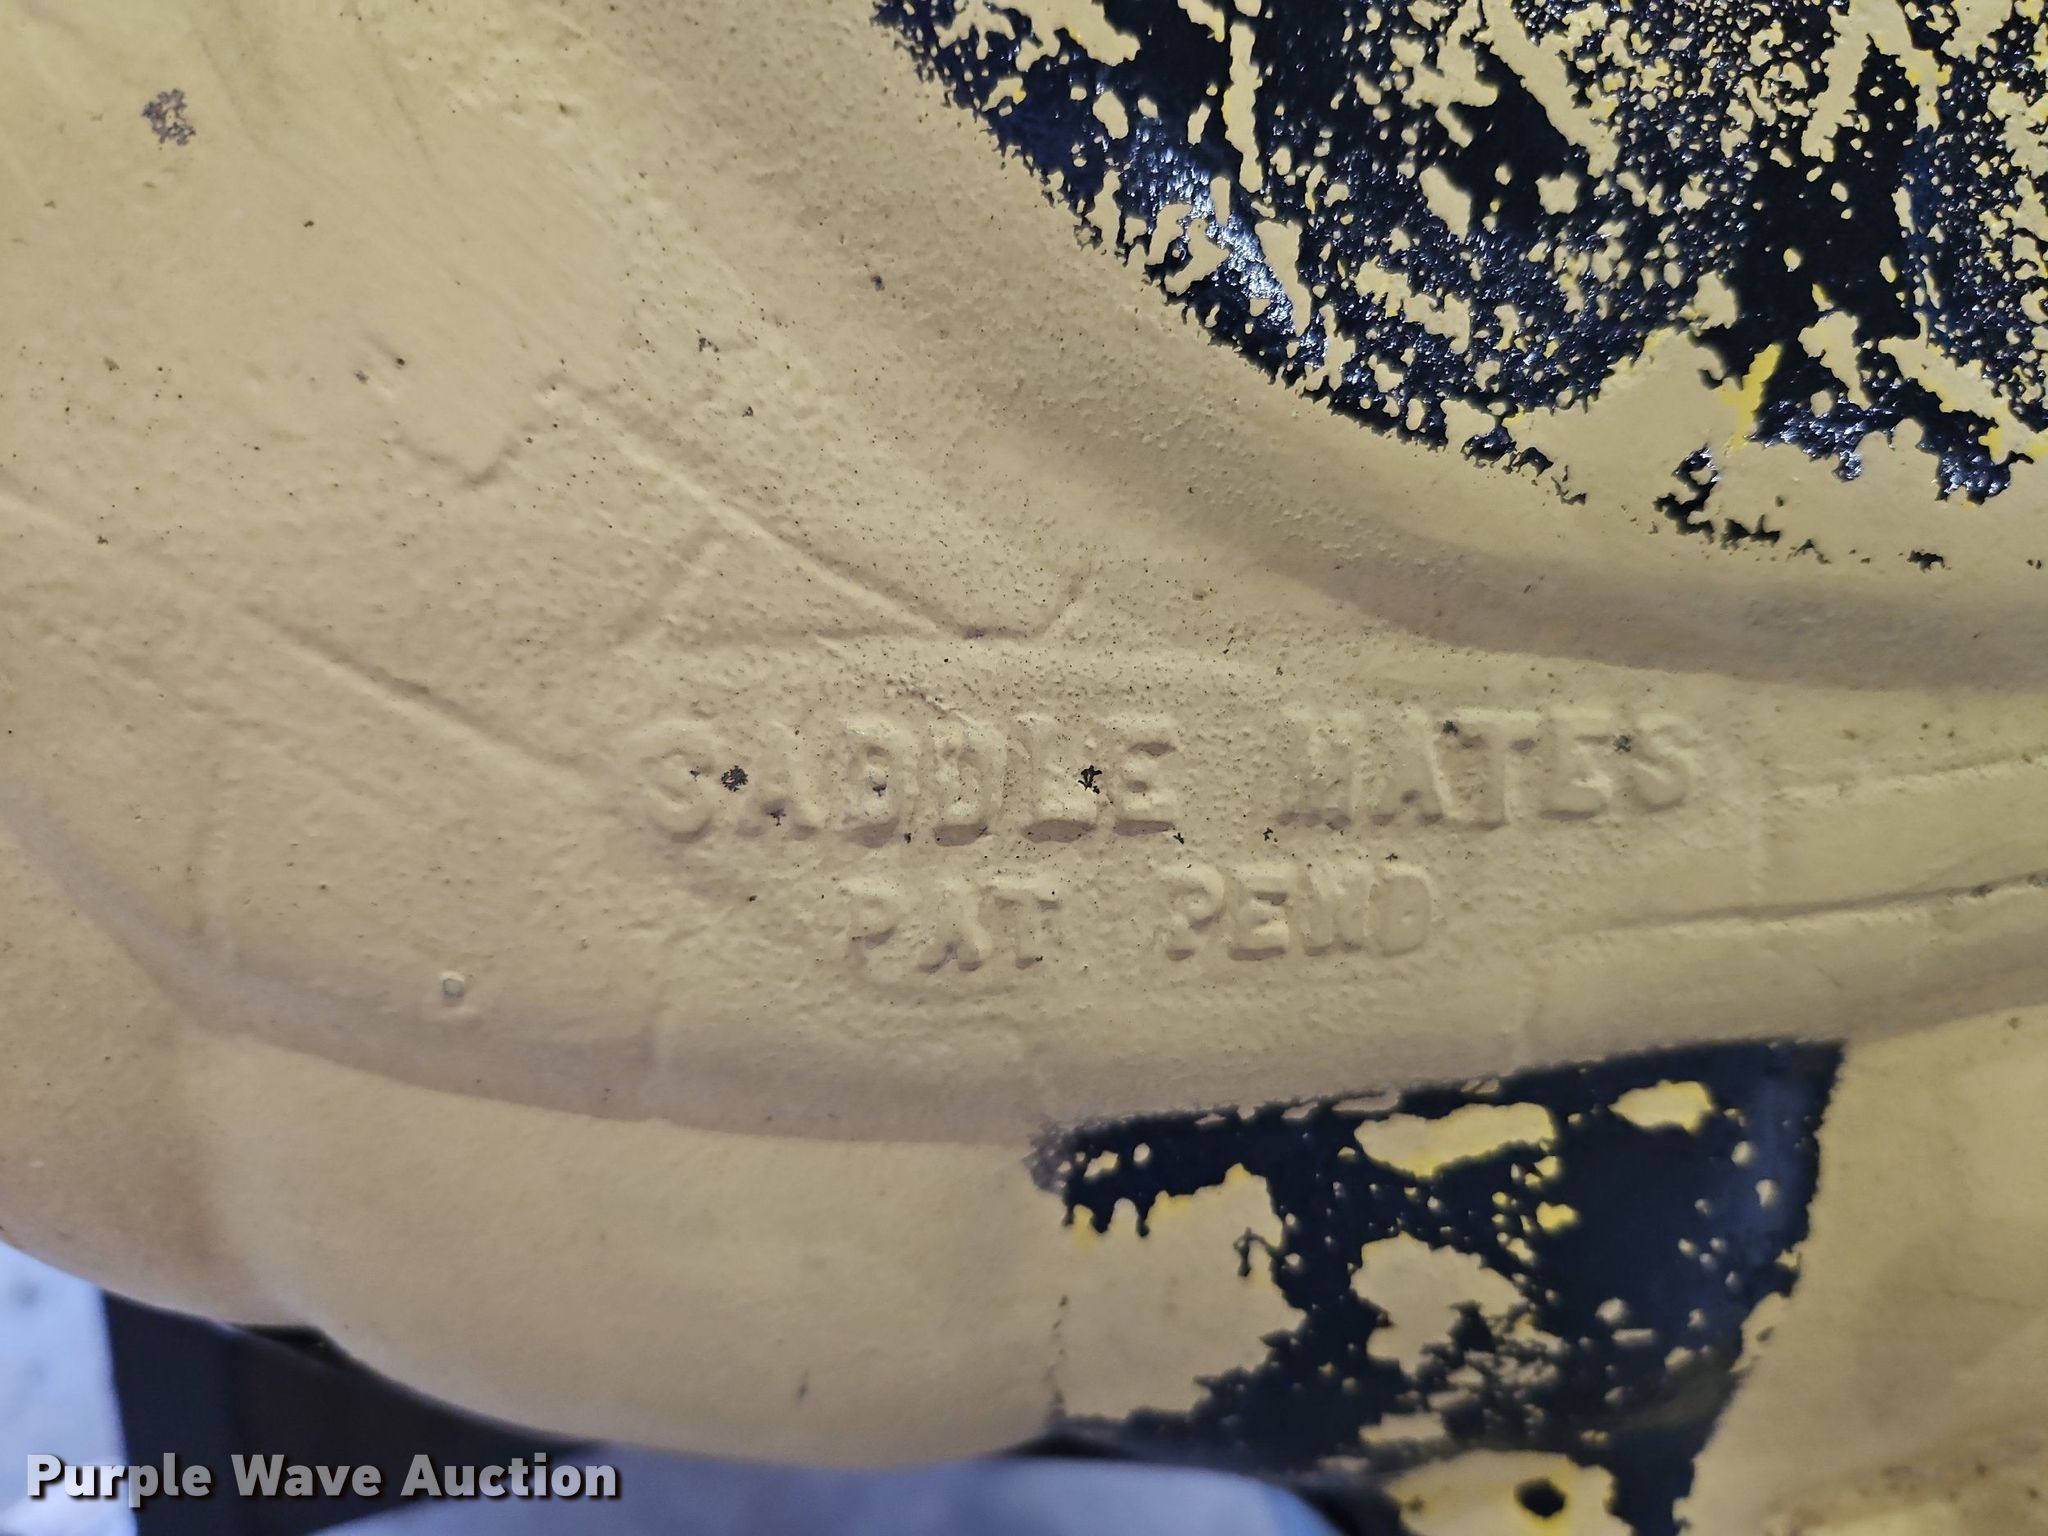 SADDLE MATES
PAT PEND
Purple Wave Auction